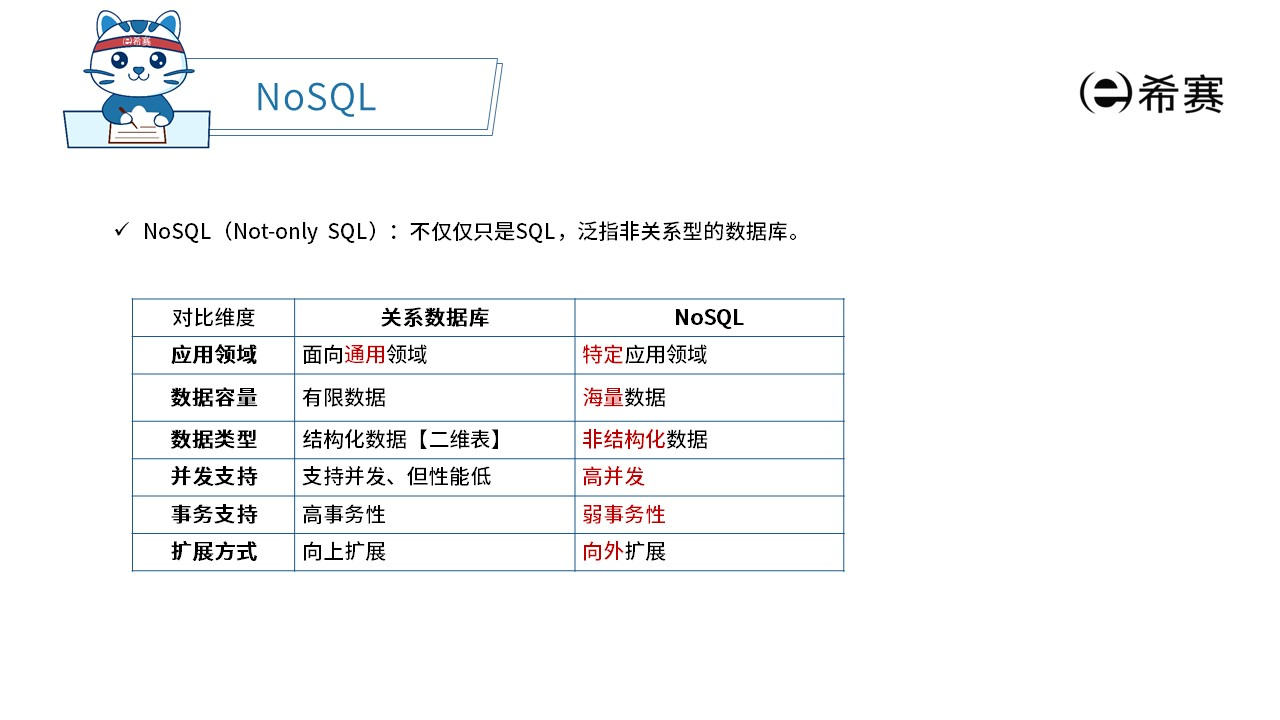 希赛
NoSQL
希赛
✓ NoSQL（Not-only SQL）：不仅仅只是SQL，泛指非关系型的数据库。
对比维度 关系数据库 NoSQL
应用领域 面向通用领域 特定应用领域
数据容量 有限数据 海量数据
数据类型 结构化数据【二维表】 非结构化数据
并发支持 支持并发、但性能低 高并发
事务支持 高事务性 弱事务性
扩展方式 向上扩展 向外扩展